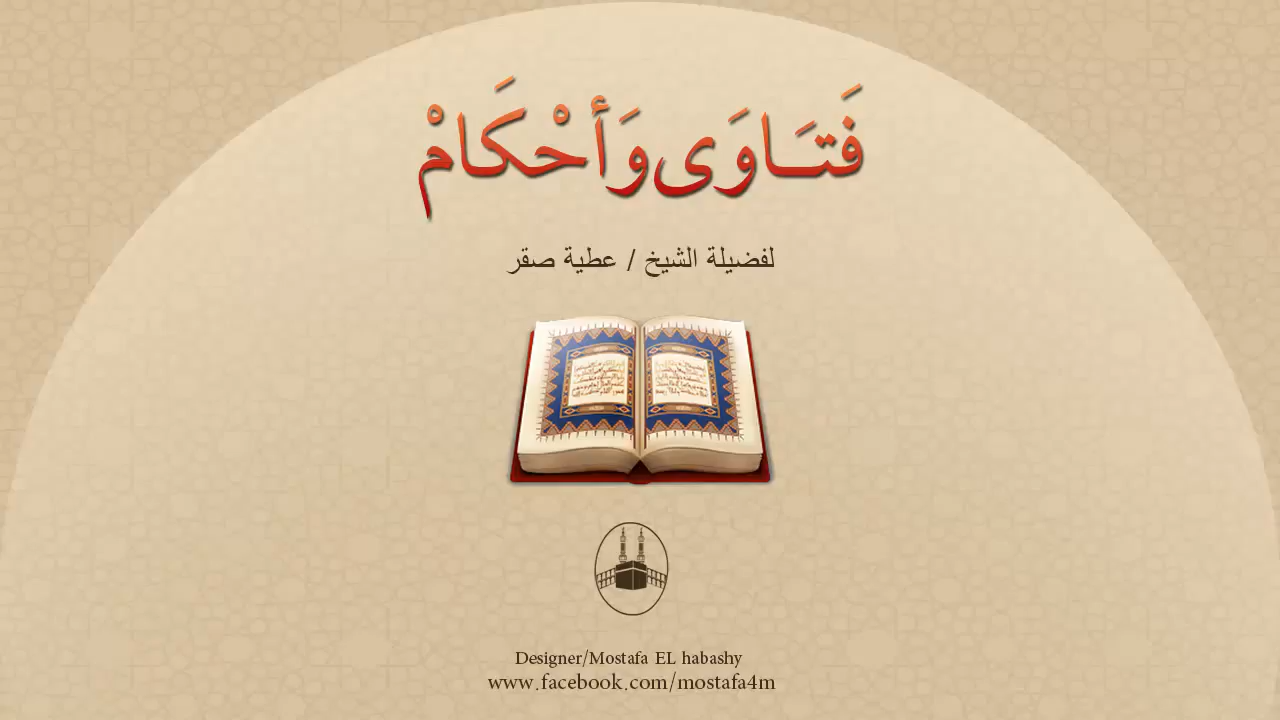 فَتَاوَى وَأَحْكَامْ
لفضيلة الشيخ / عطية صقر
Designer/Mostafa EL habashy
www.facebook.com/mostafa4m